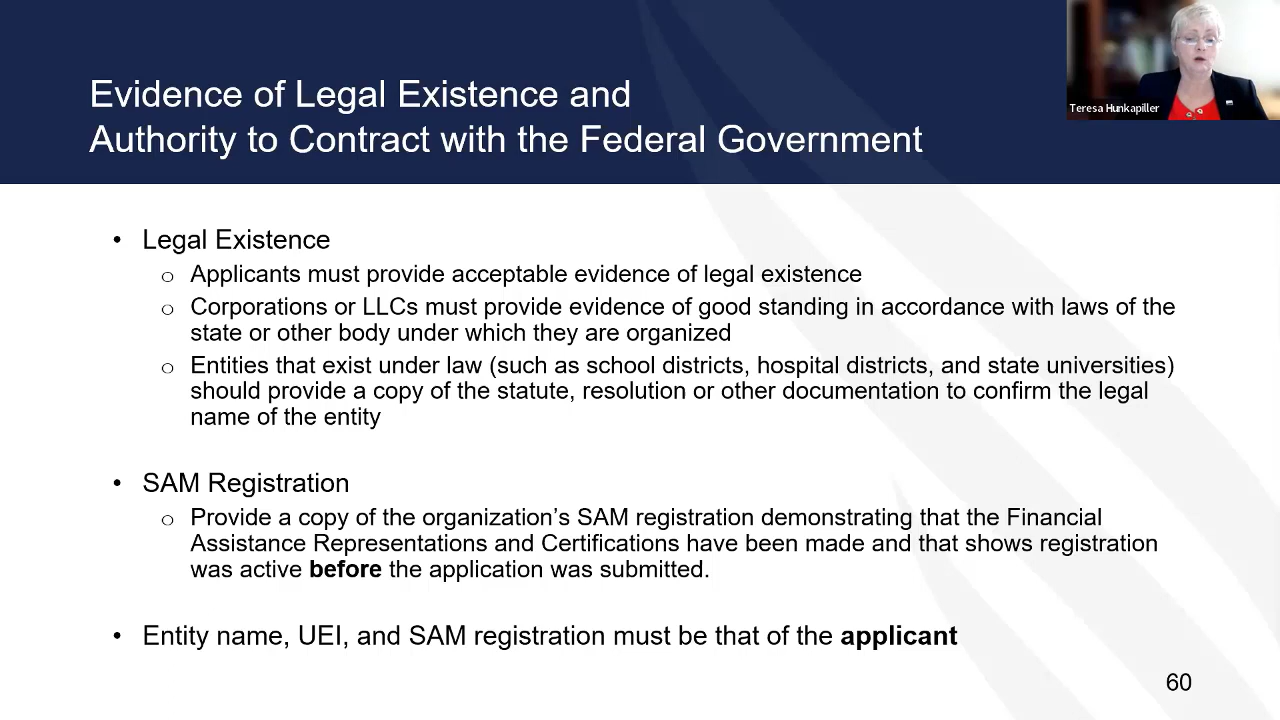 Evidence of Legal Existence and
Authority to Contract with the Federal Government
Teresa Hunkapiller
• Legal Existence
o Applicants must provide acceptable evidence of legal existence
o Corporations or LLCs must provide evidence of good standing in accordance with laws of the
state or other body under which they are organized
o Entities that exist under law (such as school districts, hospital districts, and state universities)
should provide a copy of the statute, resolution or other documentation to confirm the legal
name of the entity
• SAM Registration
o Provide a copy of the organization’s SAM registration demonstrating that the Financial
Assistance Representations and Certifications have been made and that shows registration
was active before the application was submitted.
• Entity name, UEI, and SAM registration must be that of the applicant
60